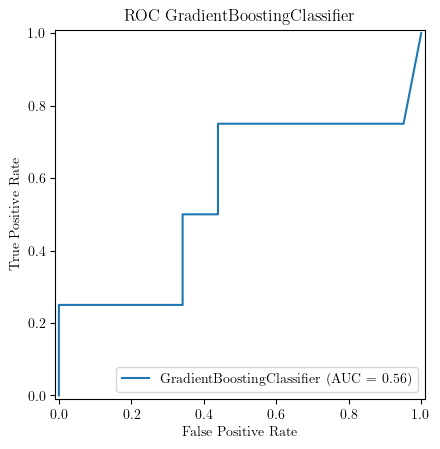 ROC GradientBoostingClassifier
1.0
0.8
0.6
0.4
0.2
0.0
True Positive Rate
GradientBoostingClassifier (AUC = 0.56)
0.0 0.2 0.4 0.6 0.8 1.0
False Positive Rate